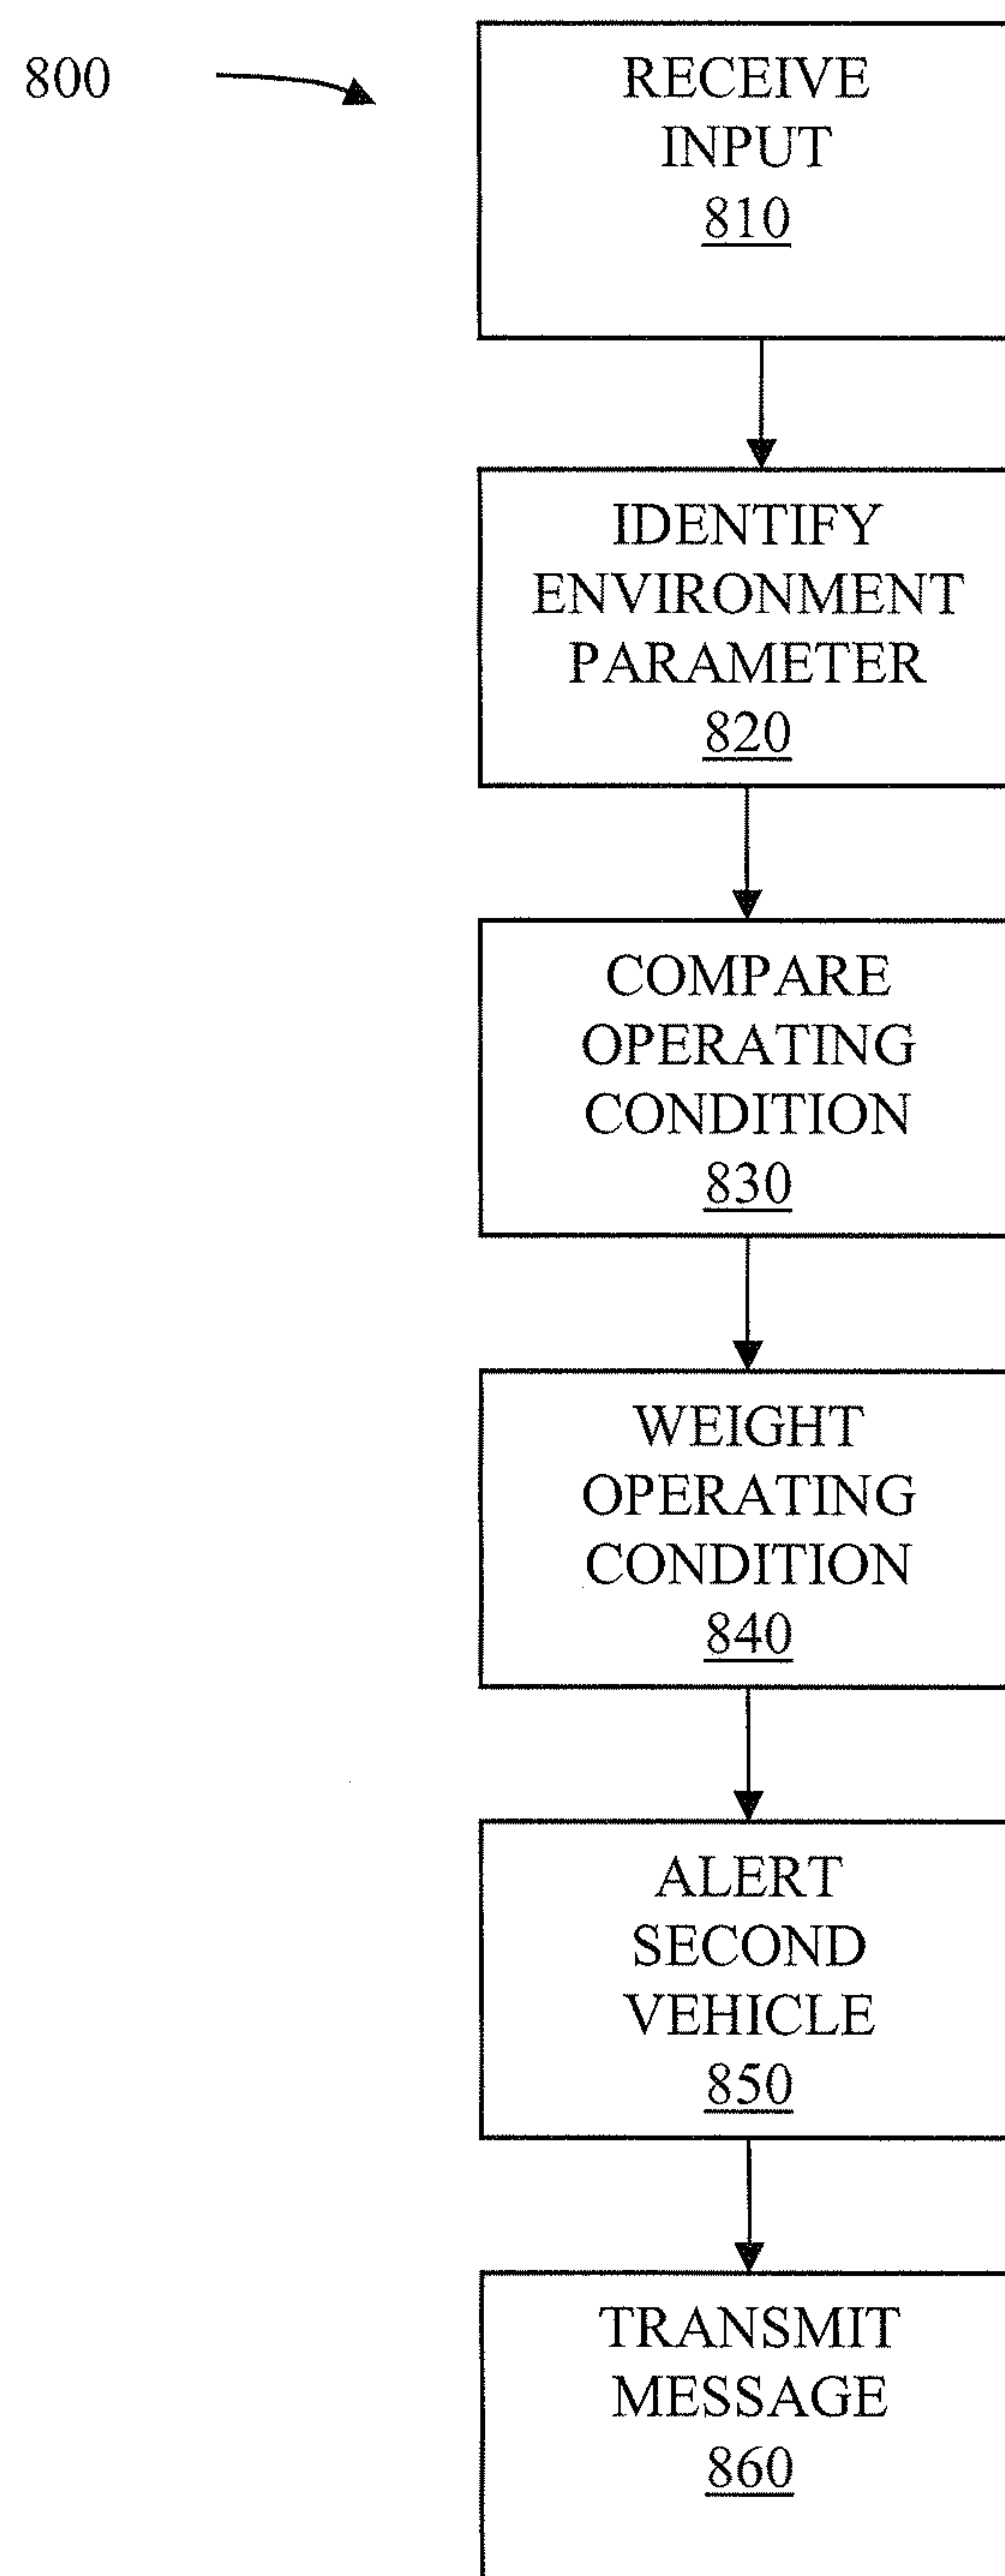 800
RECEIVE
INPUT
810
IDENTIFY
ENVIRONMENT
PARAMETER
820
COMPARE
OPERATING
CONDITION
830
WEIGHT
OPERATING
CONDITION
840
ALERT
SECOND
VEHICLE
850
TRANSMIT
MESSAGE
860